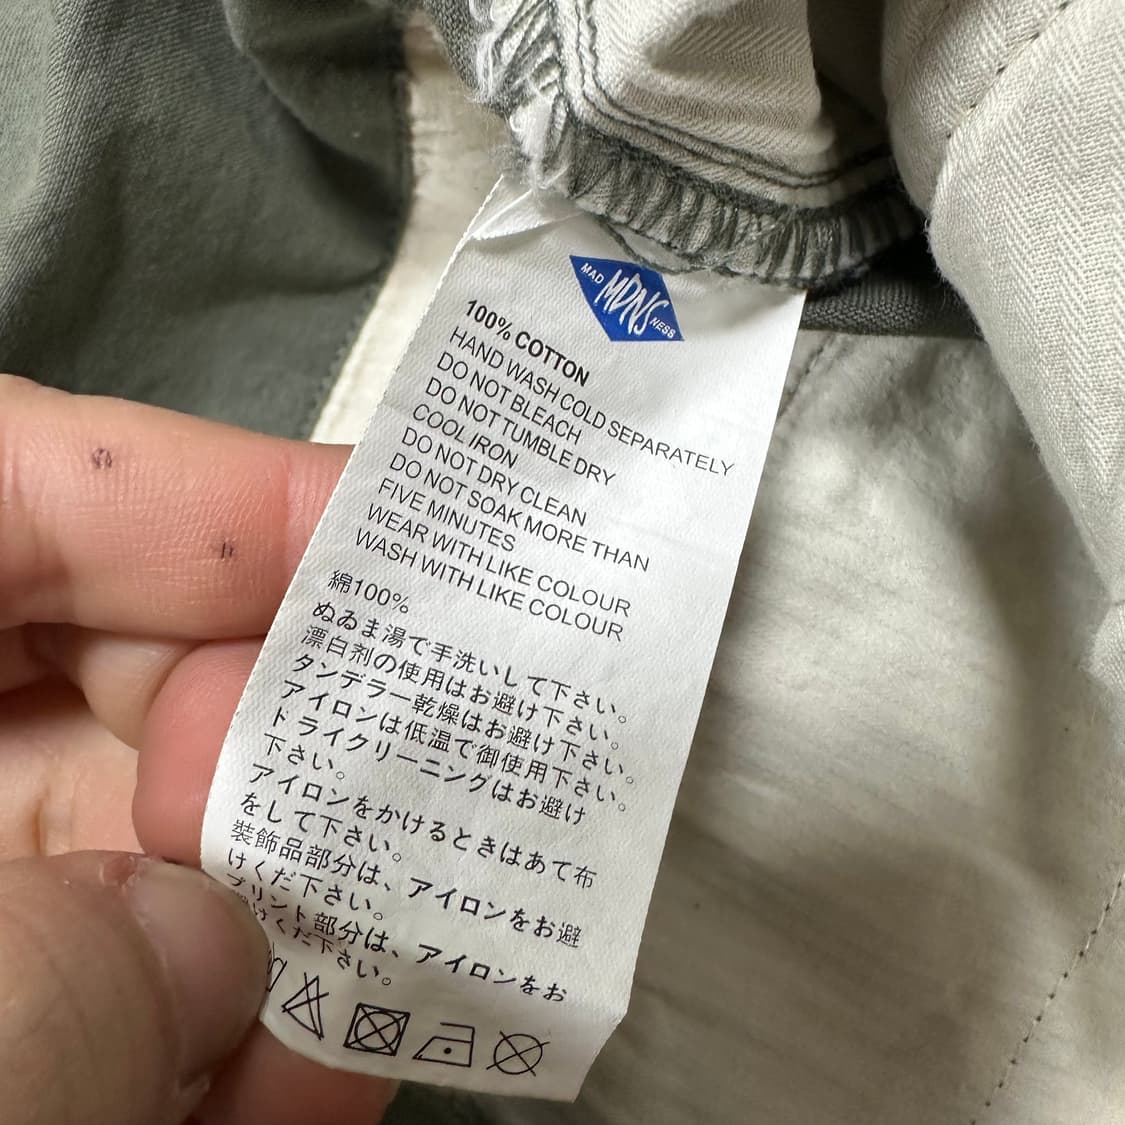 MAD MDNS NESS
100% COTTON
HAND WASH COLD SEPARATELY
DO NOT BLEACH
DO NOT TUMBLE DRY
COOL IRON
DO NOT DRY CLEAN
DO NOT SOAK MORE THAN
FIVE MINUTES
WEAR WITH LIKE COLOUR
WASH WITH LIKE COLOUR
綿100%
ぬゐま湯で手洗いして下さい。
漂白剤の使用はお避け下さい。
タンデラー乾燥はお避け下さい。
アイロンは低温で御使用下さい。
ドライクリーニングはお避け
下さい。
アイロンをかけるときはあて布
をして下さい。
装飾品部分は、アイロンをお避
けくだ下さい。
プリント部分は、アイロンをお
けくだ下さい。